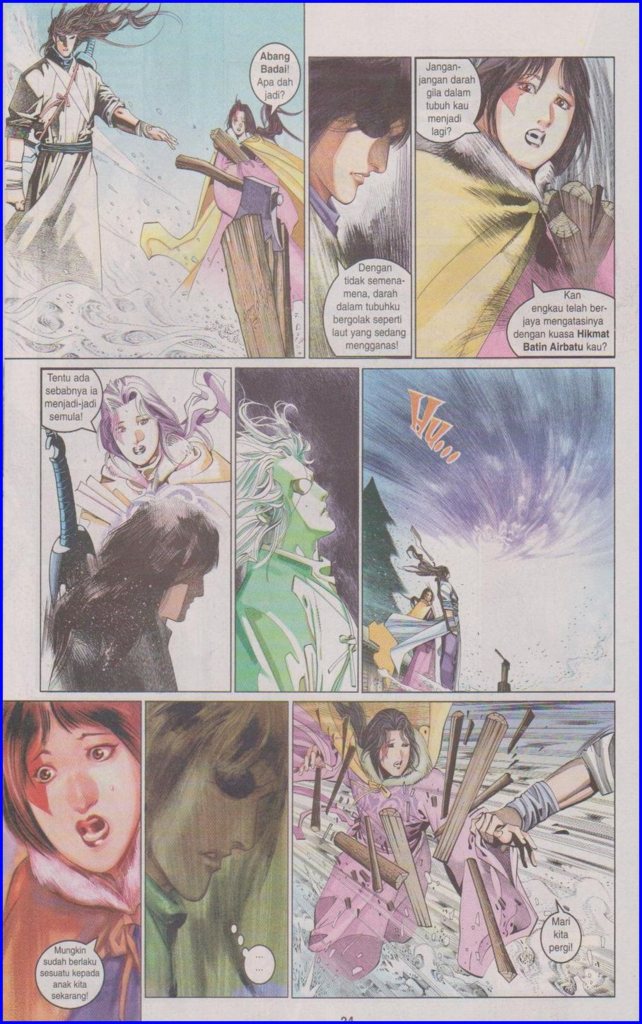 Abang
Badai!
Apa dah
jadi?
Dengan
tidak semena-
mena, darah
dalam tubuhku
bergolak seperti
laut yang sedang
mengganas!
Jangan-
jangan darah
gila dalam
tubuh kau
menjadi
lagi?
Kan
engkau telah ber-
jaya mengatasinya
dengan kuasa Hikmat
Batin Airbatu kau?
Tentu ada
sebabnya ia
menjadi-jadi
semula!
Hu...
Mungkin
sudah berlaku
sesuatu kepada
anak kita
sekarang!
...
...
Mari
kita
pergi!
24